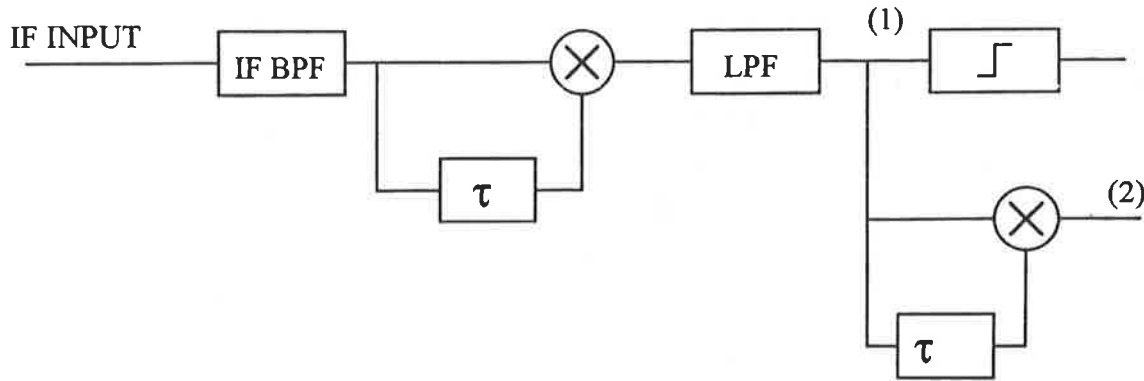 IF INPUT
IF BPF
LPF
(1)
τ
(2)
τ